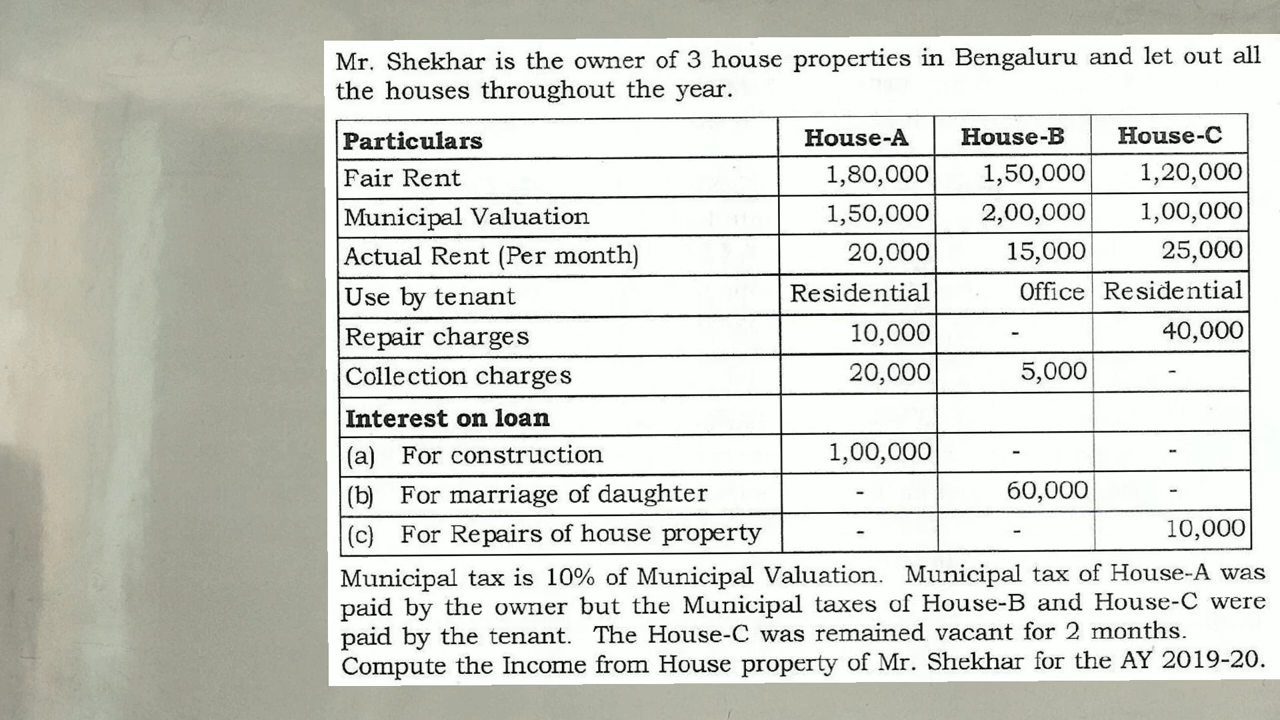 Mr. Shekhar is the owner of 3 house properties in Bengaluru and let out all
the houses throughout the year.
Particulars House-A House-B House-C
Fair Rent 1,80,000 1,50,000 1,20,000
Municipal Valuation 1,50,000 2,00,000 1,00,000
Actual Rent (Per month) 20,000 15,000 25,000
Use by tenant Residential Office Residential
Repair charges 10,000 - 40,000
Collection charges 20,000 5,000 -
Interest on loan
(a) For construction 1,00,000 - -
(b) For marriage of daughter - 60,000 -
(c) For Repairs of house property - - 10,000
Municipal tax is 10% of Municipal Valuation. Municipal tax of House-A was
paid by the owner but the Municipal taxes of House-B and House-C were
paid by the tenant. The House-C was remained vacant for 2 months.
Compute the Income from House property of Mr. Shekhar for the AY 2019-20.